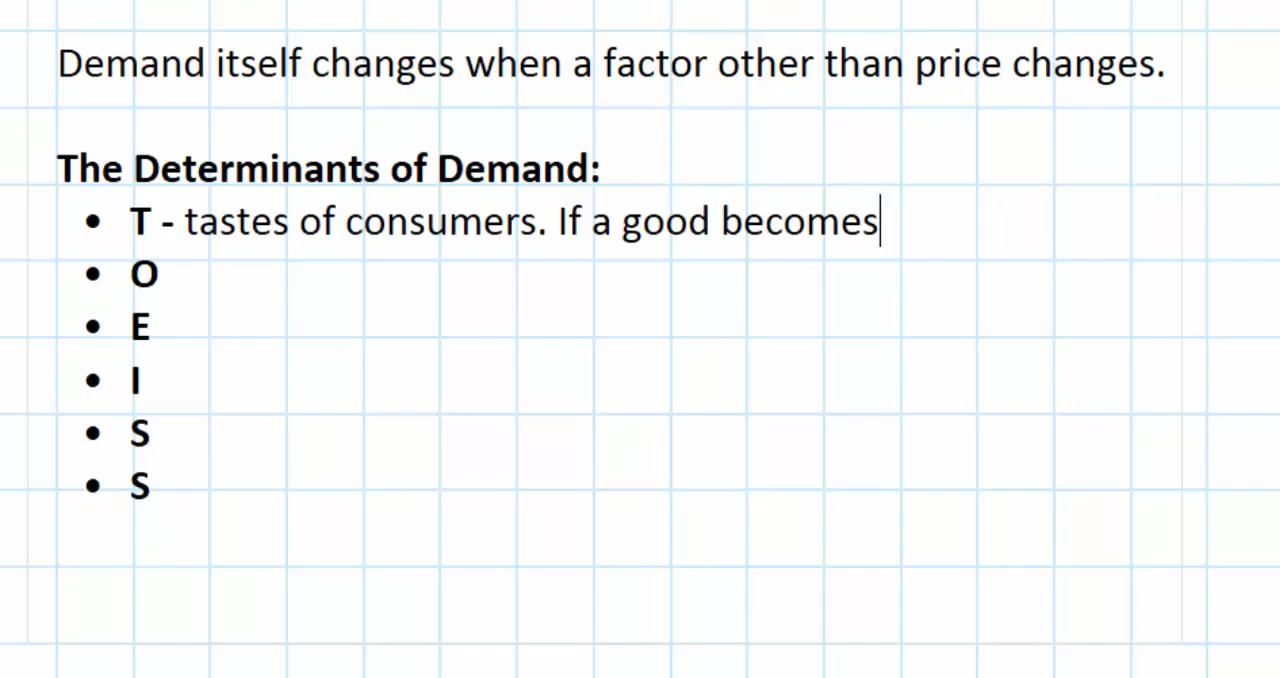 Demand itself changes when a factor other than price changes.
The Determinants of Demand:
• T - tastes of consumers. If a good becomes
• O
• E
• I
• S
• S